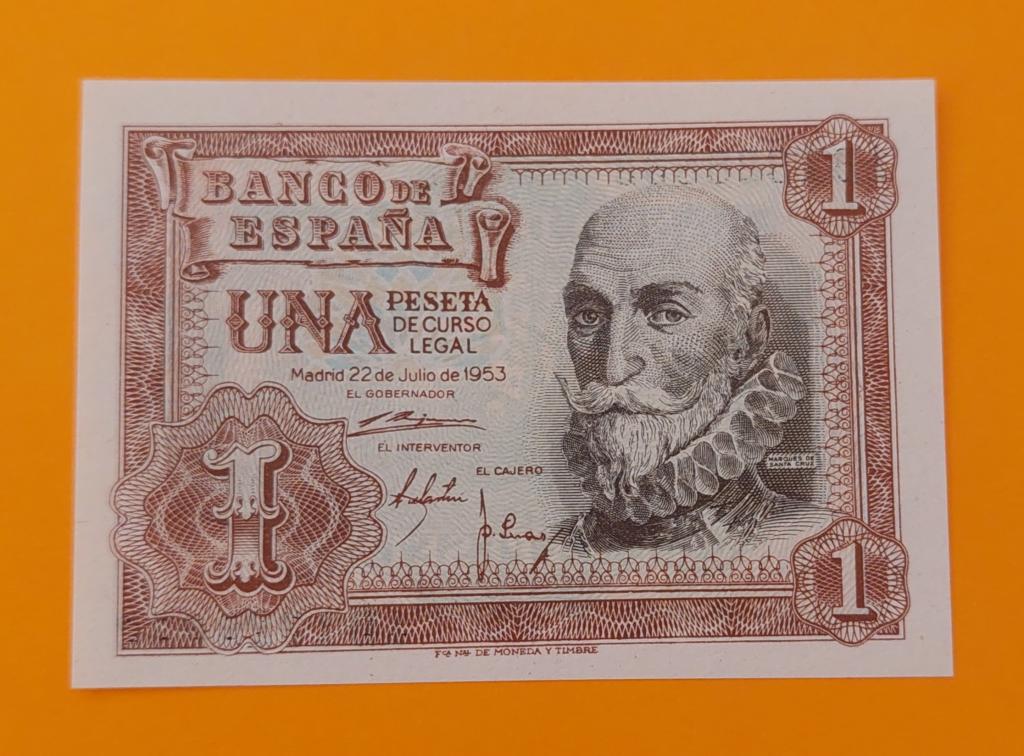 BANCO DE
ESPAÑA
UNA PESETA
DE CURSO
LEGAL
Madrid 22 de Julio de 1953
EL GOBERNADOR
EL INTERVENTOR
EL CAJERO
MARQUES DE
SANTA CRUZ
1
1
1
Fca. Nal. DE MONEDA Y TIMBRE